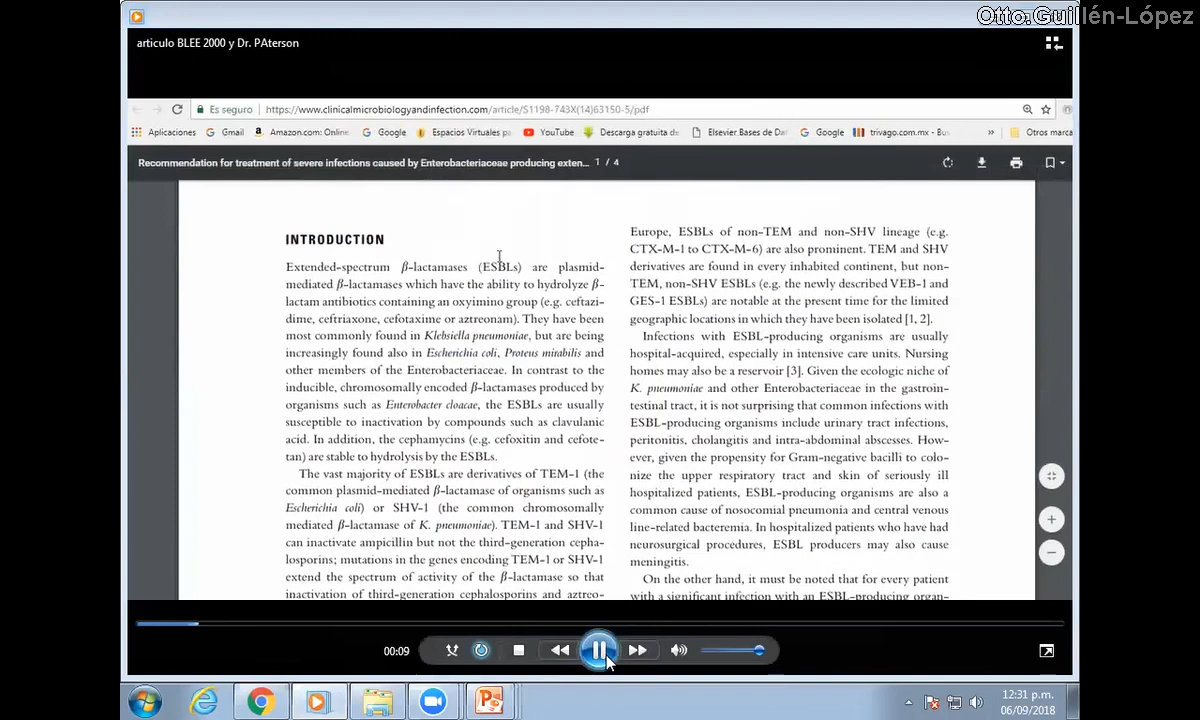 Otto.Guillén-López
articulo BLEE 2000 y Dr. PAterson
Es seguro
https://www.clinicalmicrobiologyandinfection.com/article/S1198-743X(14)63150-5/pdf
Aplicaciones
Gmail
Amazon.com: Online
Google
Espacios Virtuales pa
YouTube
Descarga gratuita de
Elsevier Bases de Dat
Google
trivago.com.mx - Bu
»
Otros marca
Recommendation for treatment of severe infections caused by Enterobacteriaceae producing exten... 1 / 4
INTRODUCTION
Extended-spectrum β-lactamases (ESBLs) are plasmid-
mediated β-lactamases which have the ability to hydrolyze β-
lactam antibiotics containing an oxyimino group (e.g. ceftazi-
dime, ceftriaxone, cefotaxime or aztreonam). They have been
most commonly found in Klebsiella pneumoniae, but are being
increasingly found also in Escherichia coli, Proteus mirabilis and
other members of the Enterobacteriaceae. In contrast to the
inducible, chromosomally encoded β-lactamases produced by
organisms such as Enterobacter cloacae, the ESBLs are usually
susceptible to inactivation by compounds such as clavulanic
acid. In addition, the cephamycins (e.g. cefoxitin and cefote-
tan) are stable to hydrolysis by the ESBLs.
The vast majority of ESBLs are derivatives of TEM-1 (the
common plasmid-mediated β-lactamase of organisms such as
Escherichia coli) or SHV-1 (the common chromosomally
mediated β-lactamase of K. pneumoniae). TEM-1 and SHV-1
can inactivate ampicillin but not the third-generation cepha-
losporins; mutations in the genes encoding TEM-1 or SHV-1
extend the spectrum of activity of the β-lactamase so that
inactivation of third-generation cephalosporins and aztreo-
Europe, ESBLs of non-TEM and non-SHV lineage (e.g.
CTX-M-1 to CTX-M-6) are also prominent. TEM and SHV
derivatives are found in every inhabited continent, but non-
TEM, non-SHV ESBLs (e.g. the newly described VEB-1 and
GES-1 ESBLs) are notable at the present time for the limited
geographic locations in which they have been isolated [1, 2].
Infections with ESBL-producing organisms are usually
hospital-acquired, especially in intensive care units. Nursing
homes may also be a reservoir [3]. Given the ecologic niche of
K. pneumoniae and other Enterobacteriaceae in the gastroin-
testinal tract, it is not surprising that common infections with
ESBL-producing organisms include urinary tract infections,
peritonitis, cholangitis and intra-abdominal abscesses. How-
ever, given the propensity for Gram-negative bacilli to colo-
nize the upper respiratory tract and skin of seriously ill
hospitalized patients, ESBL-producing organisms are also a
common cause of nosocomial pneumonia and central venous
line-related bacteremia. In hospitalized patients who have had
neurosurgical procedures, ESBL producers may also cause
meningitis.
On the other hand, it must be noted that for every patient
with a significant infection with an ESBL-producing organ-
00:09
12:31 p.m.
06/09/2018